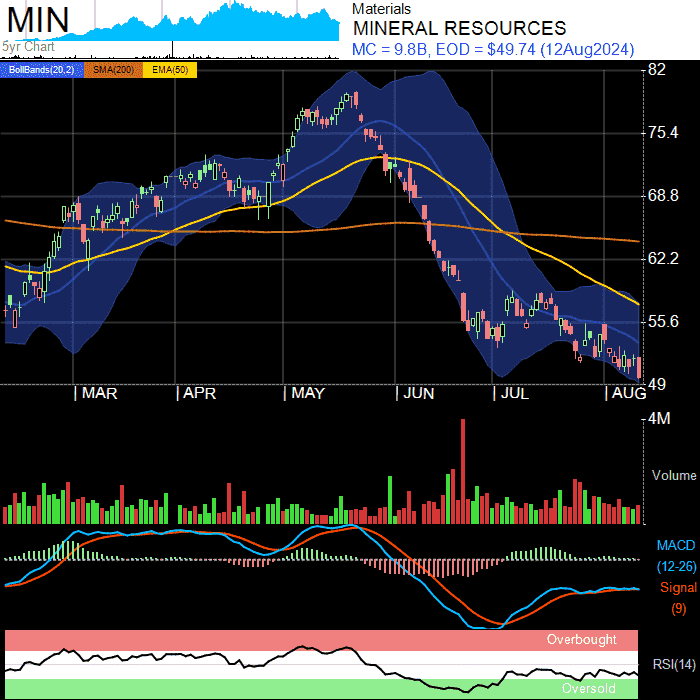 MIN
5yr Chart
Materials
MINERAL RESOURCES
MC = 9.8B, EOD = $49.74 (12Aug2024)
BollBands(20,2) SMA(200) EMA(50)
82
75.4
68.8
62.2
55.6
49
MAR APR MAY JUN JUL AUG
4M
Volume
MACD
(12-26)
Signal
(9)
Overbought
RSI(14)
Oversold